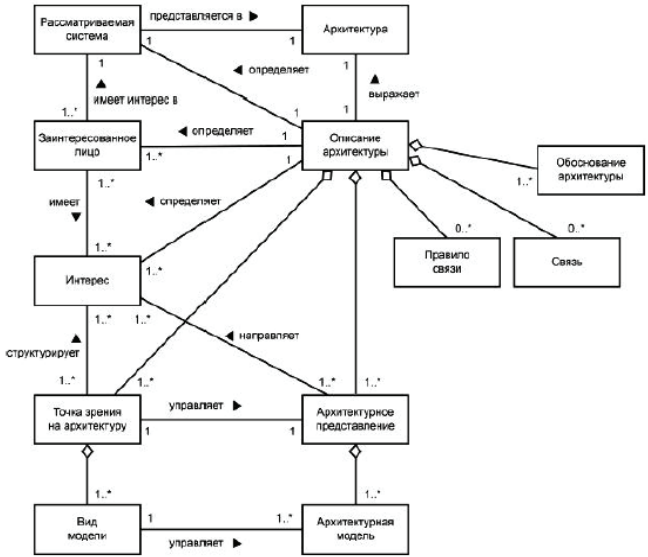 представляется в ►
Рассматриваемая
система
Архитектура
1
1
1
1
1
◄ определяет
▲
▲
имеет интерес в
выражает
1..*
1
1
Заинтересованное
лицо
◄ определяет
1
Описание
архитектуры
1..*
1
Обоснование
архитектуры
1..*
1..*
имеет
▼
◄ определяет
0..*
0..*
1..*
1..*
Правило
связи
Связь
Интерес
1..*
1..*
▲
◄ направляет
структурирует
1..*
1..*
1..*
1..*
Точка зрения
на архитектуру
управляет ►
Архитектурное
представление
1
1
1..*
1..*
Вид
модели
1
1..*
Архитектурная
модель
управляет ►